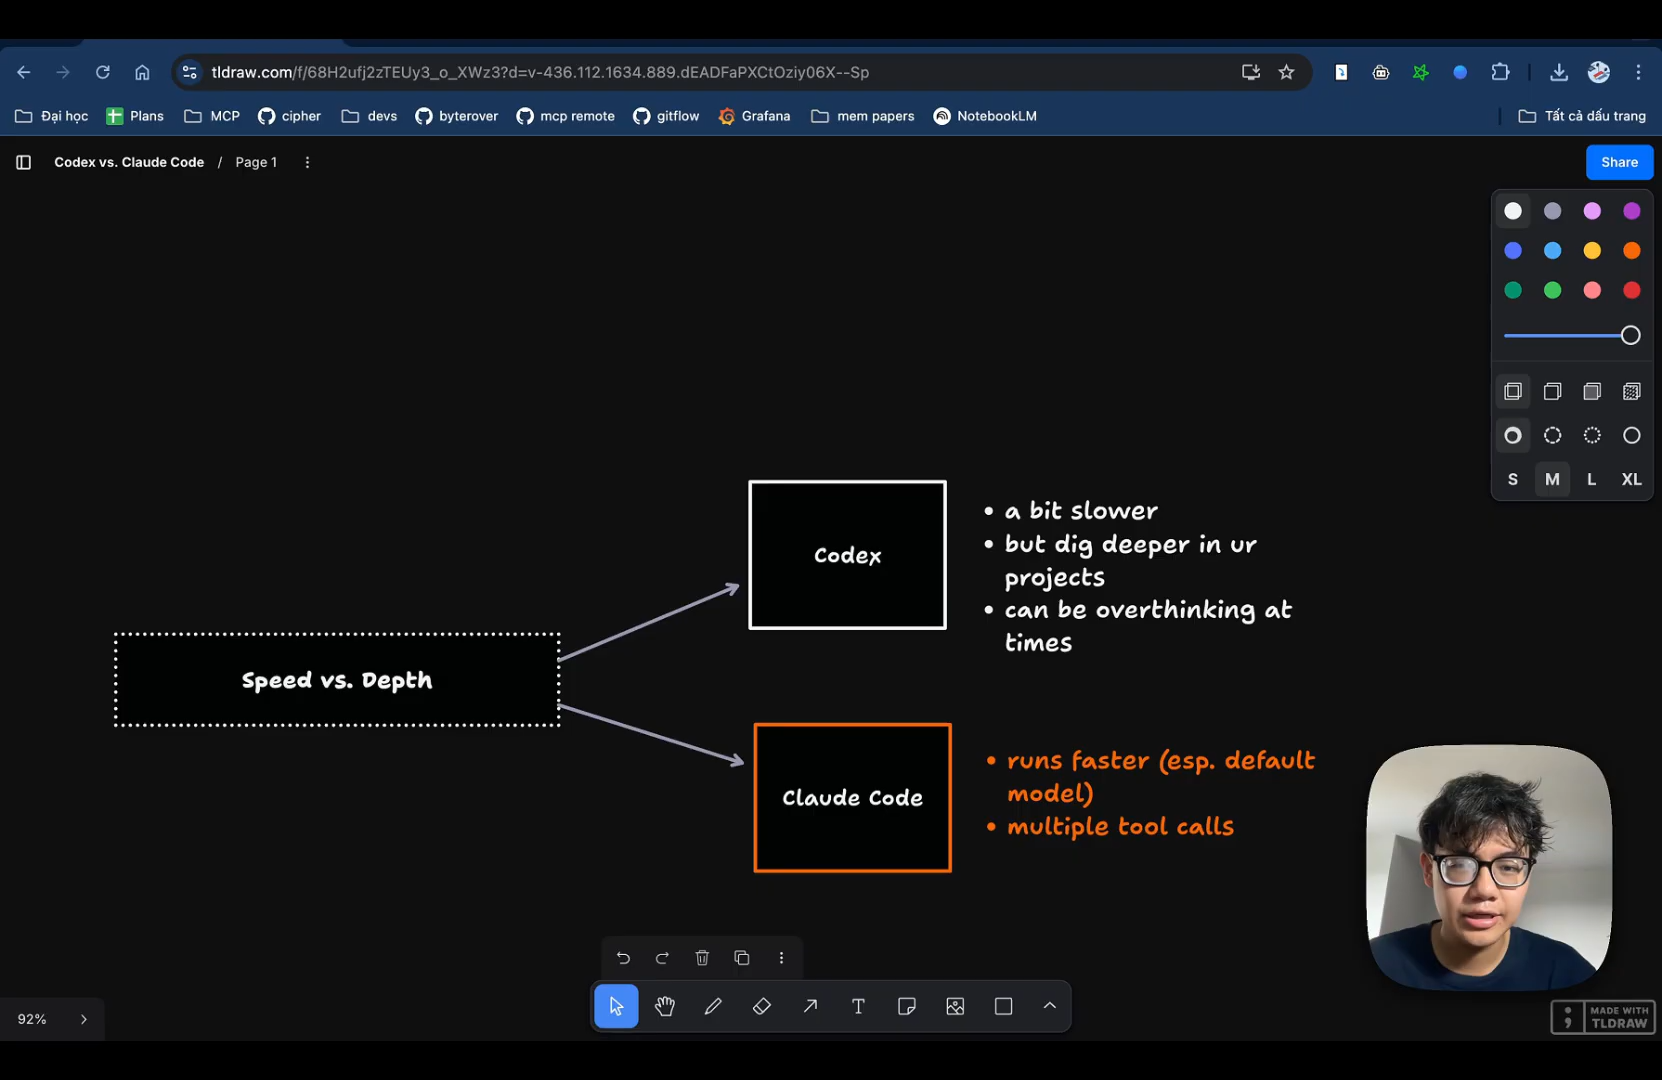 tldraw.com/f/68H2ufj2zTEUy3_o_XWz3?d=v-436.112.1634.889.dEADFaPXCtOziy06X--Sp
Đại học
Plans
MCP
cipher
devs
byterover
mcp remote
gitflow
Grafana
mem papers
NotebookLM
Tất cả dấu trang
Codex vs. Claude Code / Page 1
Share
S M L XL
Codex
• a bit slower
• but dig deeper in ur
projects
• can be overthinking at
times
Speed vs. Depth
Claude Code
• runs faster (esp. default
model)
• multiple tool calls
T
92%
MADE WITH
TLDRAW